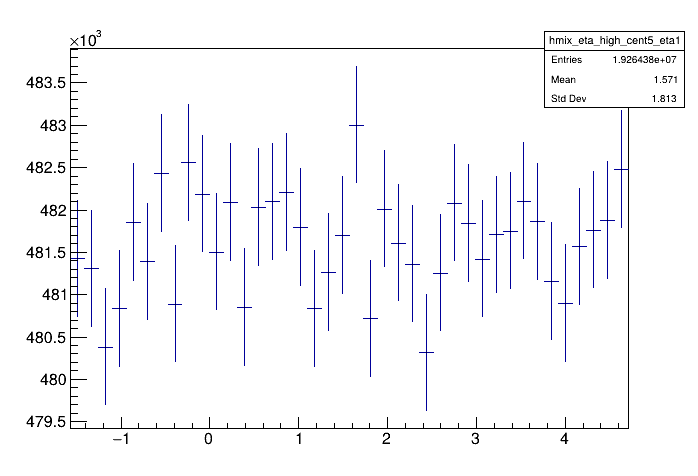 ×10³
hmix_eta_high_cent5_eta1
Entries 1.926438e+07
Mean 1.571
Std Dev 1.813
483.5
483
482.5
482
481.5
481
480.5
480
479.5
−1 0 1 2 3 4